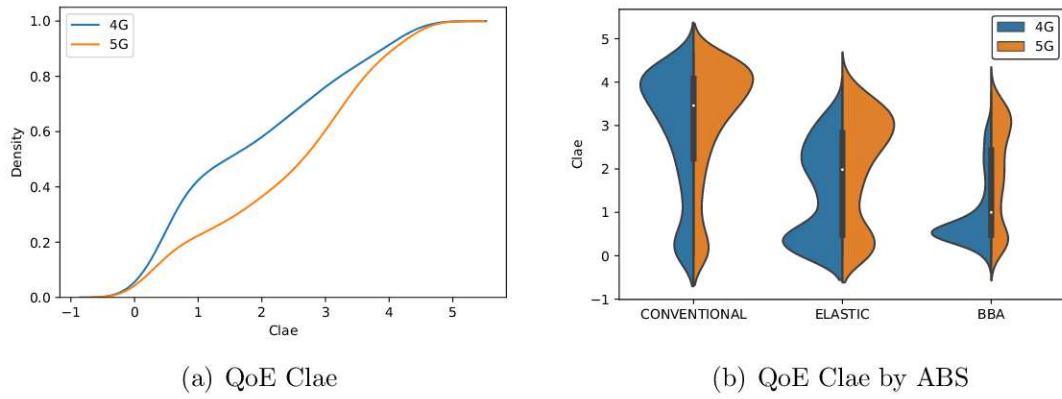 1.0
0.8
0.6
0.4
0.2
0.0
Density
−1 0 1 2 3 4 5
Clae
4G
5G
(a) QoE Clae
5
4
3
2
1
0
−1
Clae
CONVENTIONAL ELASTIC BBA
4G
5G
(b) QoE Clae by ABS